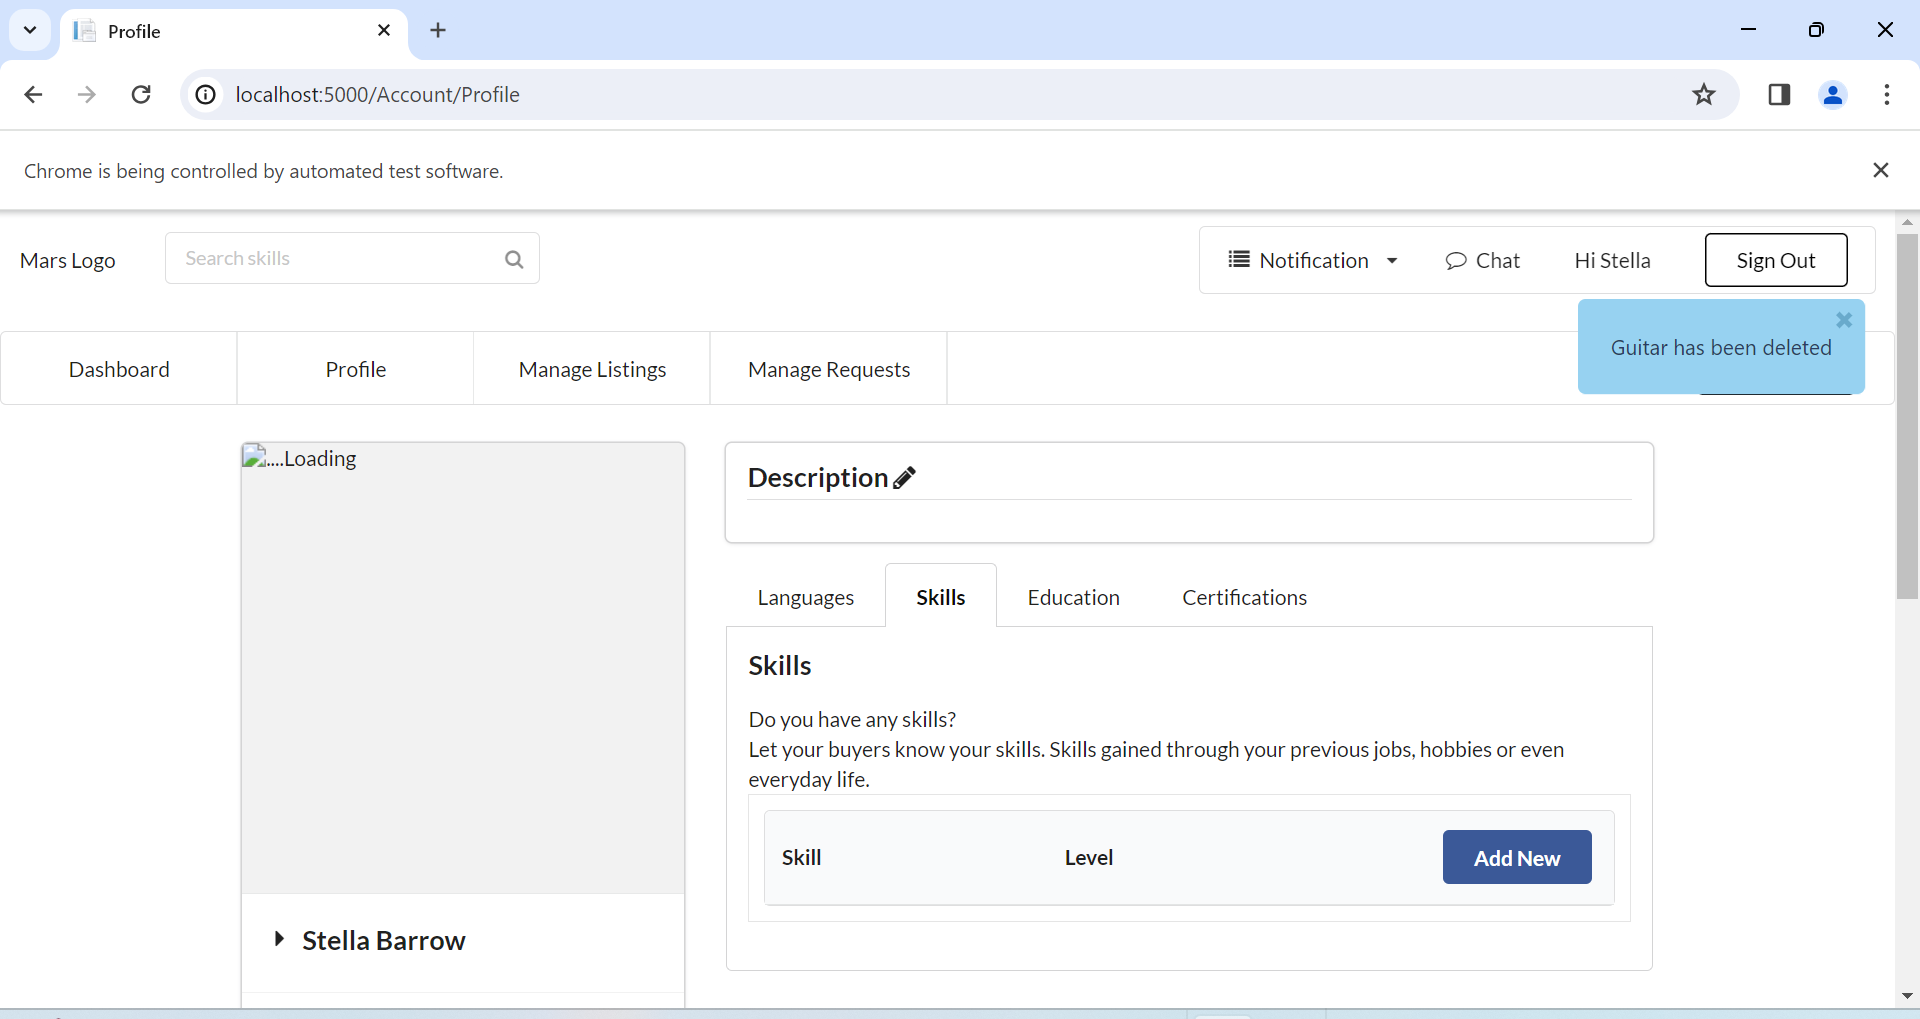 Profile
localhost:5000/Account/Profile
Chrome is being controlled by automated test software.
Mars Logo
Search skills
Notification
Chat
Hi Stella
Sign Out
Guitar has been deleted
Dashboard
Profile
Manage Listings
Manage Requests
....Loading
Description
Languages
Skills
Education
Certifications
Skills
Do you have any skills?
Let your buyers know your skills. Skills gained through your previous jobs, hobbies or even
everyday life.
Skill
Level
Add New
Stella Barrow